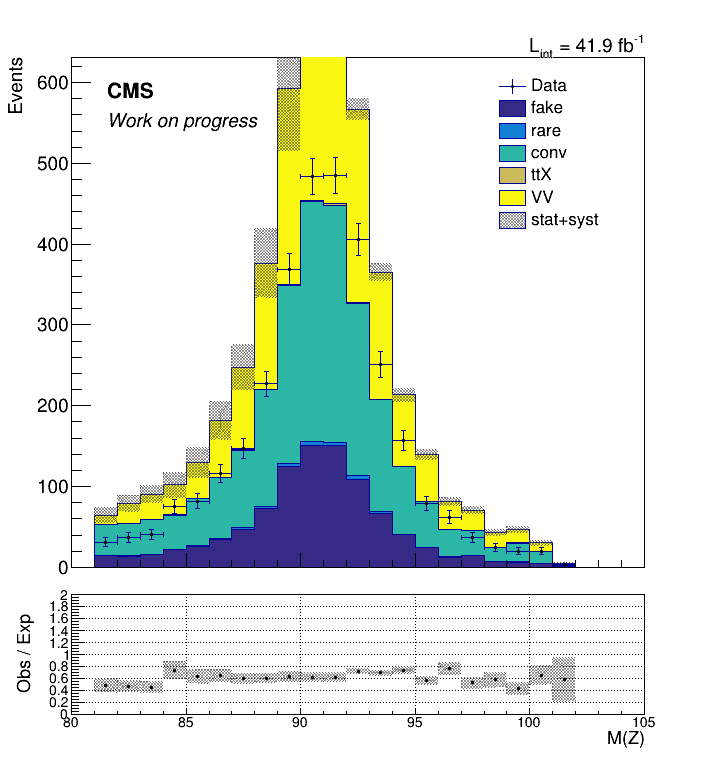 L_int = 41.9 fb^-1
Events
CMS
Work on progress
Data
fake
rare
conv
ttX
VV
stat+syst
600
500
400
300
200
100
0
Obs / Exp
2
1.8
1.6
1.4
1.2
1
0.8
0.6
0.4
0.2
0
80 85 90 95 100 105
M(Z)